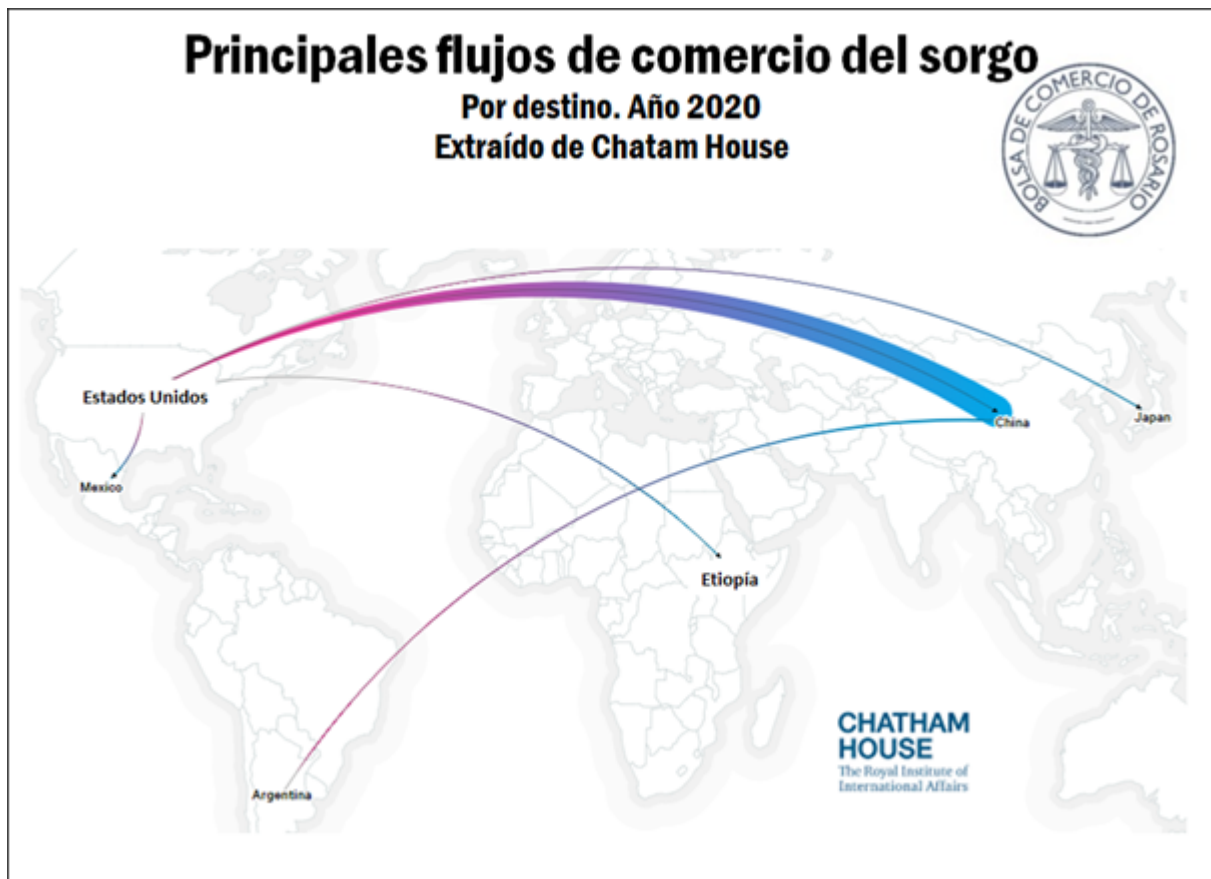 Principales flujos de comercio del sorgo
Por destino. Año 2020
Extraído de Chatam House
BOLSA DE COMERCIO DE ROSARIO
Estados Unidos
Mexico
China
Japan
Etiopía
Argentina
CHATHAM
HOUSE
The Royal Institute of
International Affairs